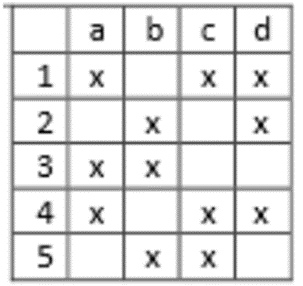 a b c d
1 x x x
2 x x
3 x x
4 x x x
5 x x